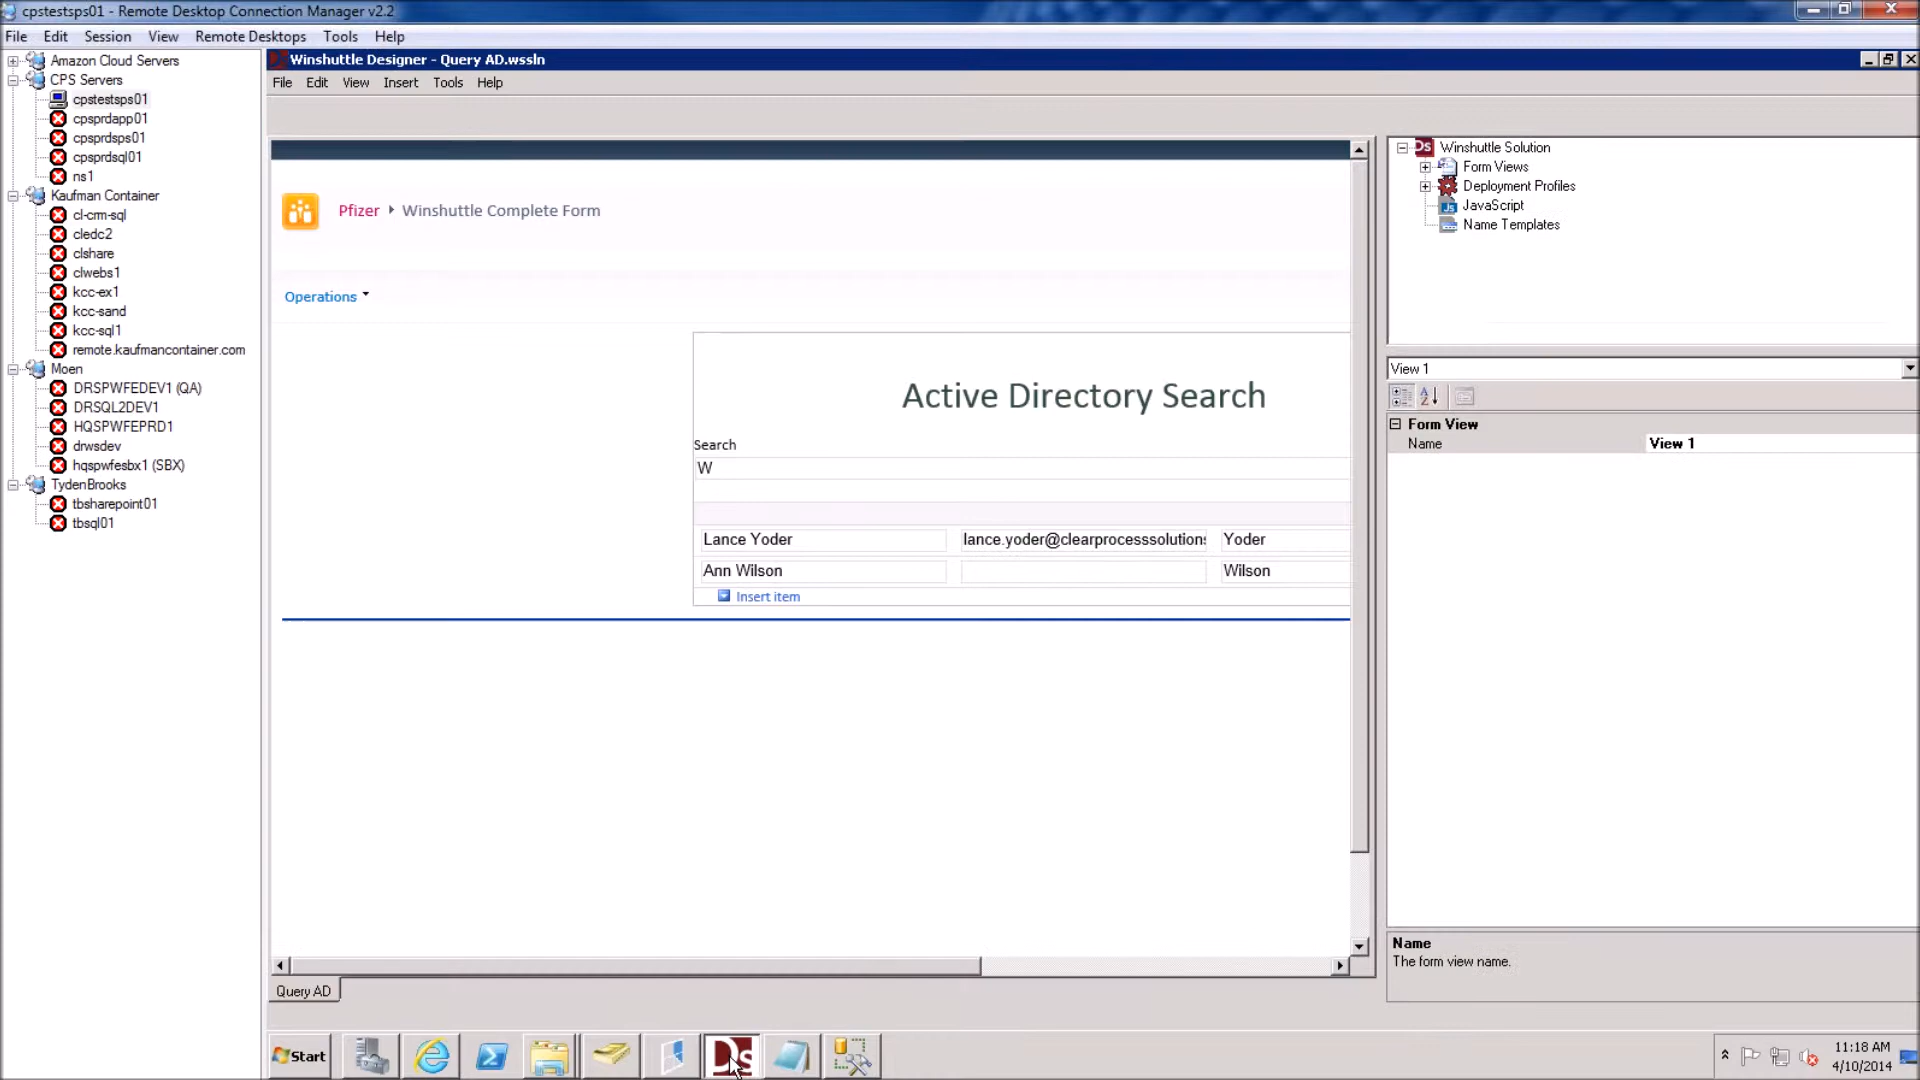 cpstestsps01 - Remote Desktop Connection Manager v2.2
File Edit Session View Remote Desktops Tools Help
Amazon Cloud Servers
CPS Servers
cpstestsps01
cpsprdapp01
cpsprdsps01
cpsprdsql01
ns1
Kaufman Container
cl-crm-sql
cledc2
clshare
clwebs1
kcc-ex1
kcc-sand
kcc-sql1
remote.kaufmancontainer.com
Moen
DRSPWFEDEV1 (QA)
DRSQL2DEV1
HQSPWFEPRD1
drwsdev
hqspwfesbx1 (SBX)
TydenBrooks
tbsharepoint01
tbsql01
Winshuttle Designer - Query AD.wssln
File Edit View Insert Tools Help
Pfizer Winshuttle Complete Form
Operations
Active Directory Search
Search
W
Lance Yoder lance.yoder@clearprocesssolutions Yoder
Ann Wilson Wilson
Insert item
Query AD
Ds Winshuttle Solution
Form Views
Deployment Profiles
Js JavaScript
Name Templates
View 1
Form View
Name View 1
Name
The form view name.
Start
Ds
11:18 AM
4/10/2014